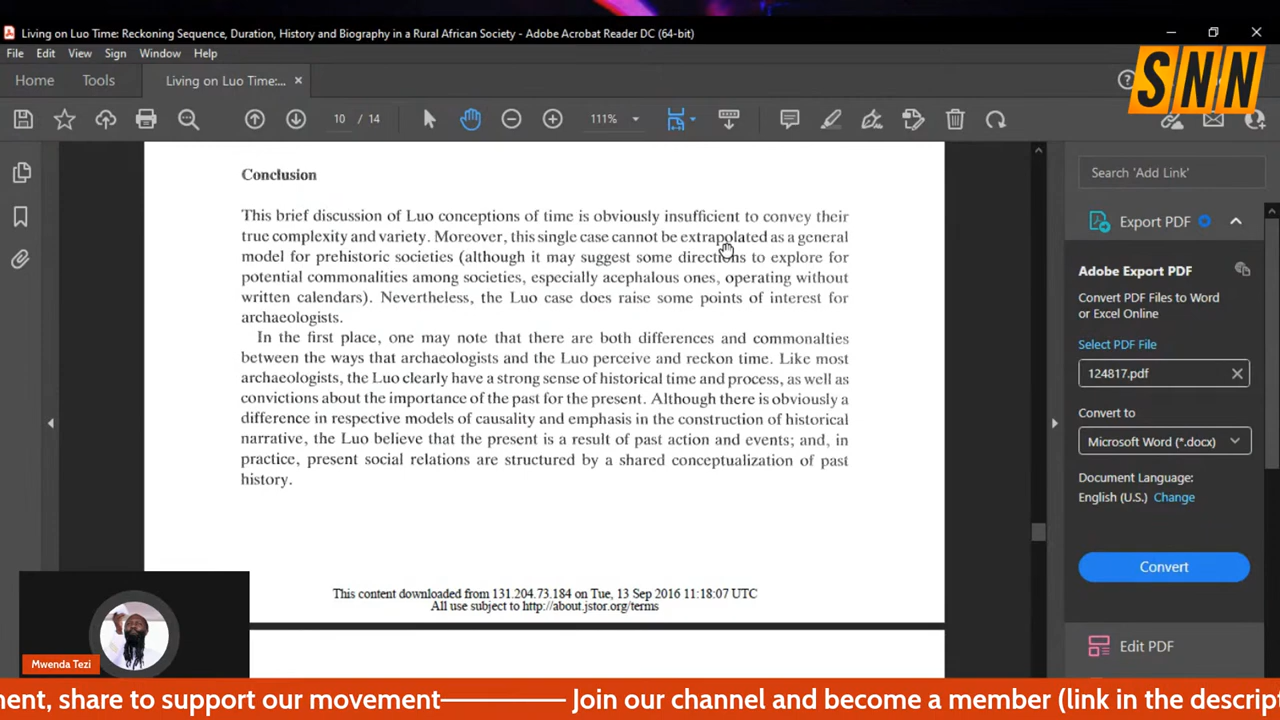 Living on Luo Time: Reckoning Sequence, Duration, History and Biography in a Rural African Society - Adobe Acrobat Reader DC (64-bit)
File Edit View Sign Window Help
Home Tools Living on Luo Time:...
SNN
10 / 14 111%
Conclusion
This brief discussion of Luo conceptions of time is obviously insufficient to convey their
true complexity and variety. Moreover, this single case cannot be extrapolated as a general
model for prehistoric societies (although it may suggest some directions to explore for
potential commonalities among societies, especially acephalous ones, operating without
written calendars). Nevertheless, the Luo case does raise some points of interest for
archaeologists.
In the first place, one may note that there are both differences and commonalties
between the ways that archaeologists and the Luo perceive and reckon time. Like most
archaeologists, the Luo clearly have a strong sense of historical time and process, as well as
convictions about the importance of the past for the present. Although there is obviously a
difference in respective models of causality and emphasis in the construction of historical
narrative, the Luo believe that the present is a result of past action and events; and, in
practice, present social relations are structured by a shared conceptualization of past
history.
This content downloaded from 131.204.73.184 on Tue, 13 Sep 2016 11:18:07 UTC
All use subject to http://about.jstor.org/terms
Search 'Add Link'
Export PDF
Adobe Export PDF
Convert PDF Files to Word
or Excel Online
Select PDF File
124817.pdf
Convert to
Microsoft Word (*.docx)
Document Language:
English (U.S.) Change
Convert
Edit PDF
Mwenda Tezi
ment, share to support our movement———— Join our channel and become a member (link in the descrip